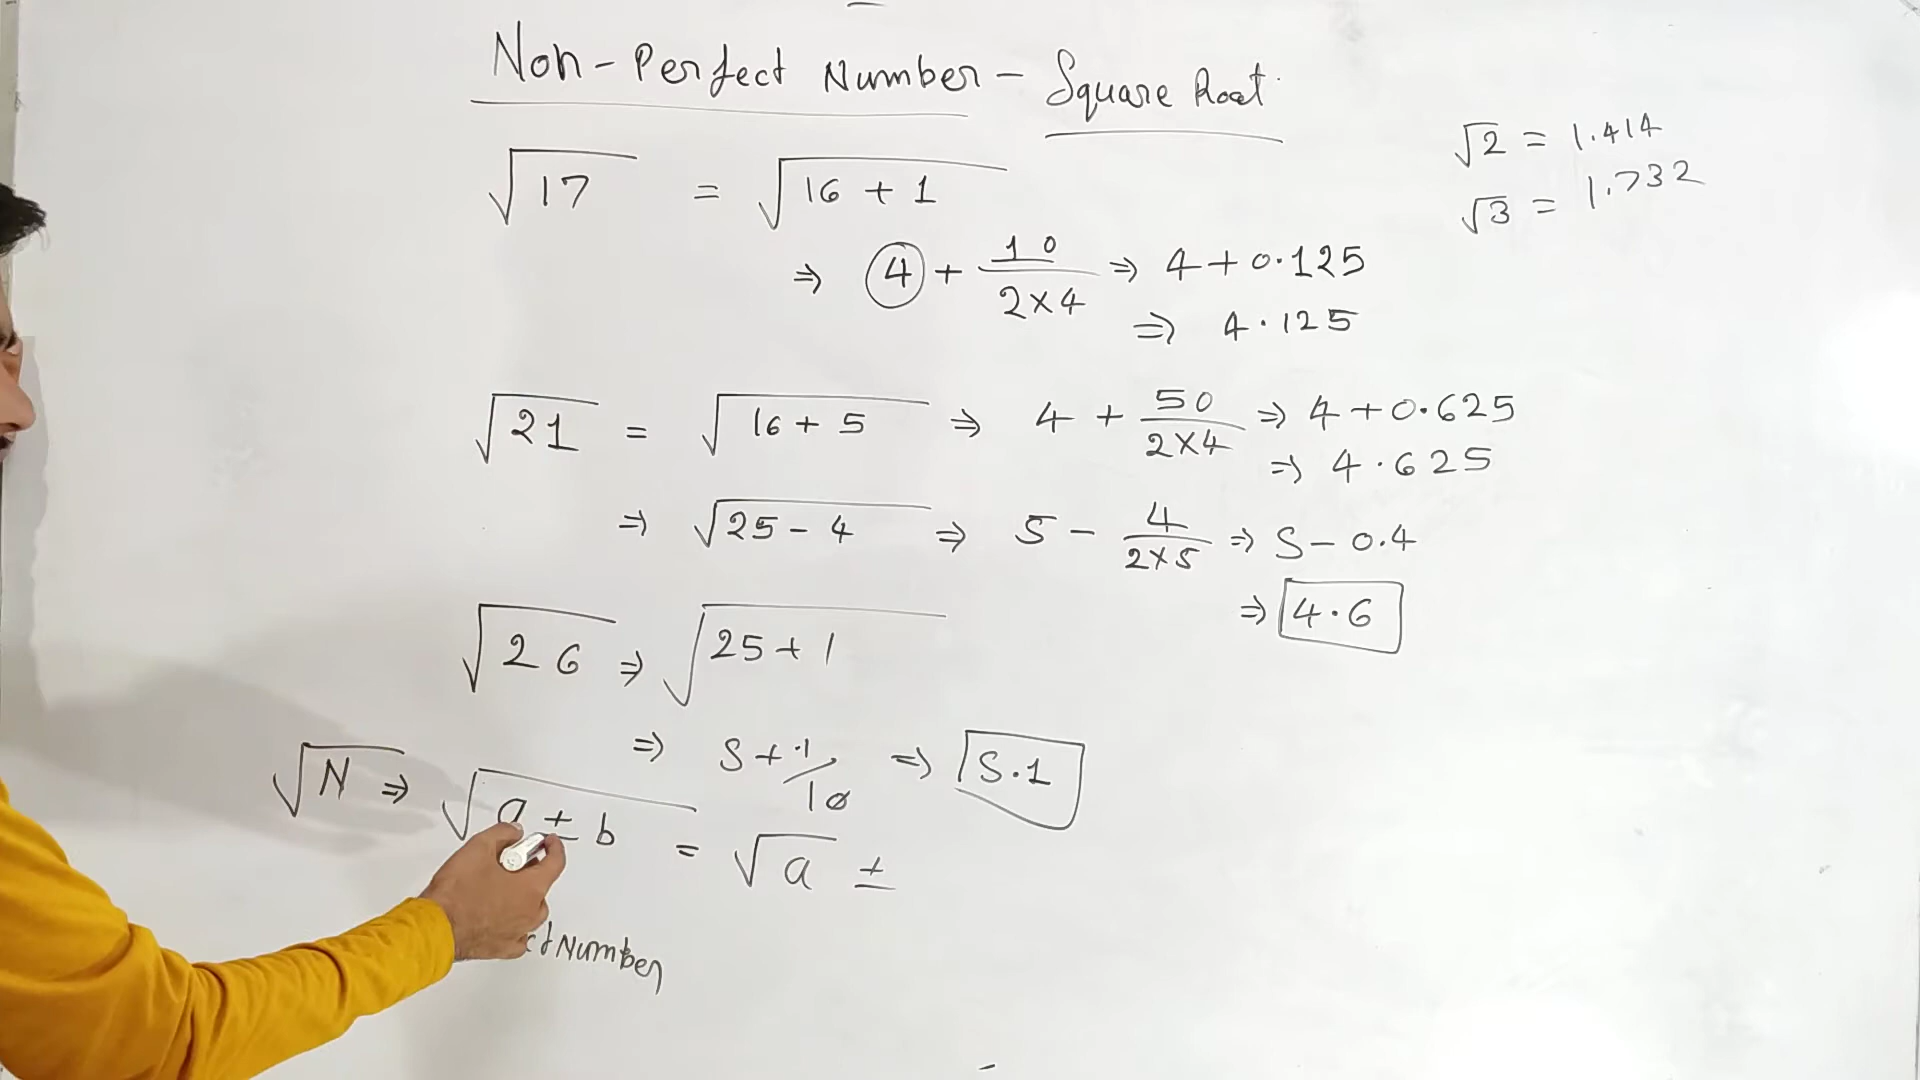 Non-Perfect Number - Square Root
√2 = 1.414
√3 = 1.732
√17 = √16 + 1
⇒ 4 + 10/2×4 ⇒ 4 + 0.125
⇒ 4.125
√21 = √16 + 5 ⇒ 4 + 50/2×4 ⇒ 4 + 0.625
⇒ 4.625
⇒ √25 - 4 ⇒ 5 - 4/2×5 ⇒ 5 - 0.4
⇒ 4.6
√26 ⇒ √25 + 1
⇒ 5 + .1/10 ⇒ 5.1
√N ⇒ √a ± b = √a ±
ct Number